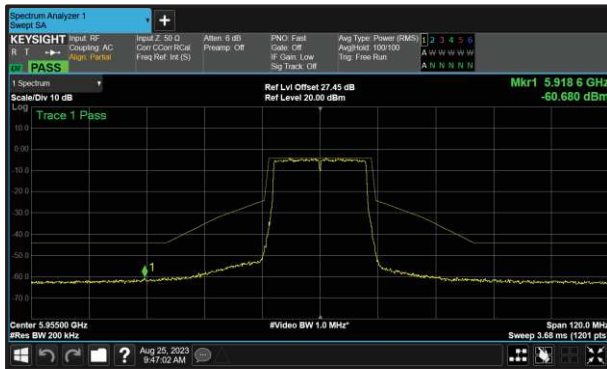 Spectrum Analyzer 1
Swept SA
KEYSIGHT
R T
PASS
Input: RF
Coupling: AC
Align: Partial
Input Z: 50 Ω
Corr CCorr RCal
Freq Ref: Int (S)
Atten: 6 dB
Preamp: Off
PNO: Fast
Gate: Off
IF Gain: Low
Sig Track: Off
Avg Type: Power (RMS)
Avg|Hold: 100/100
Trig: Free Run
1 2 3 4 5 6
A W W W W W
A N N N N N
1 Spectrum
Scale/Div 10 dB
Log
Ref Lvl Offset 27.45 dB
Ref Level 20.00 dBm
Mkr1 5.918 6 GHz
-60.680 dBm
Trace 1 Pass
10.0
0.00
-10.0
-20.0
-30.0
-40.0
-50.0
-60.0
-70.0
1
Center 5.95500 GHz
#Res BW 200 kHz
#Video BW 1.0 MHz*
Span 120.0 MHz
Sweep 3.68 ms (1201 pts)
?
Aug 25, 2023
9:47:02 AM